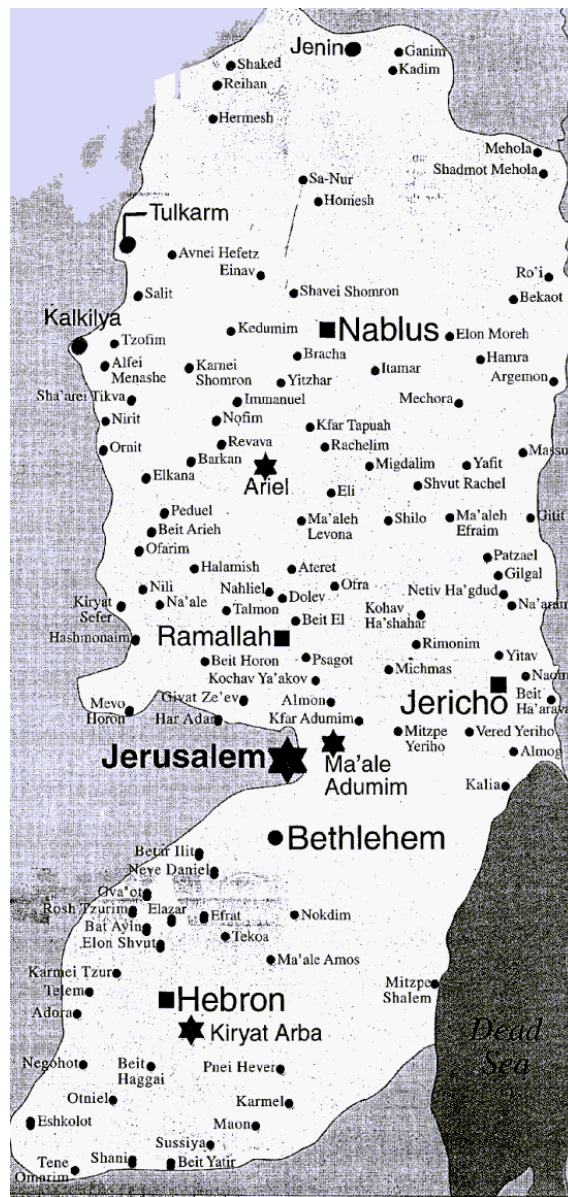 Jenin
Ganim
Kadim
Shaked
Reihan
Hermesh
Mehola
Shadmot Mehola
Sa-Nur
Homesh
Tulkarm
Avnei Hefetz
Einav
Ro'i
Salit
Shavei Shomron
Bekaot
Kalkilya
Tzofim
Kedumim
Nablus
Elon Moreh
Alfei
Menashe
Karnei
Shomron
Bracha
Itamar
Hamra
Argemon
Yitzhar
Sha'arei Tikva
Immanuel
Mechora
Nirit
Nofim
Kfar Tapuah
Ornit
Revava
Rachelim
Massu
Barkan
Ariel
Migdalim
Yafit
Elkana
Eli
Shvut Rachel
Peduel
Ma'aleh
Levona
Shilo
Ma'aleh
Efraim
Gitit
Beit Arieh
Ofarim
Patzael
Halamish
Ateret
Gilgal
Nili
Nahliel
Ofra
Netiv Ha'gdud
Kiryat
Sefer
Na'ale
Talmon
Dolev
Kohav
Ha'shahar
Na'aram
Beit El
Hashmonaim
Ramallah
Rimonim
Beit Horon
Psagot
Michmas
Yitav
Kochav Ya'akov
Jericho
Naomi
Beit
Ha'arava
Mevo
Horon
Givat Ze'ev
Almon
Har Adar
Kfar Adumim
Mitzpe
Yeriho
Vered Yeriho
Jerusalem
Ma'ale
Adumim
Almog
Kalia
Bethlehem
Betar Ilit
Neve Daniel
Gva'ot
Rosh Tzurim
Elazar
Efrat
Nokdim
Bat Ayin
Elon Shvut
Tekoa
Ma'ale Amos
Karmei Tzur
Telem
Mitzpe
Shalem
Hebron
Adora
Kiryat Arba
Dead
Sea
Negohot
Beit
Haggai
Pnei Hever
Otniel
Karmel
Eshkolot
Maon
Sussiya
Tene
Omarim
Shani
Beit Yatir